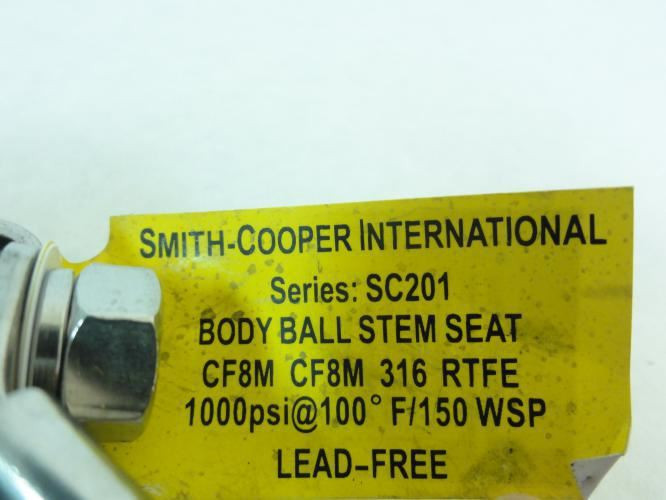 SMITH-COOPER INTERNATIONAL
Series: SC201
BODY BALL STEM SEAT
CF8M CF8M 316 RTFE
1000psi@100° F/150 WSP
LEAD-FREE